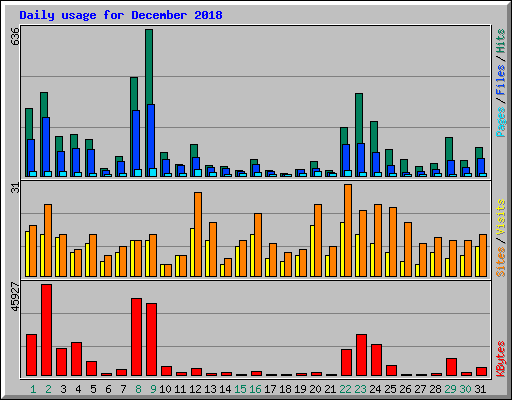 Daily usage for December 2018
636
Pages / Files / Hits
31
Sites / Visits
45927
KBytes
1 2 3 4 5 6 7 8 9 10 11 12 13 14 15 16 17 18 19 20 21 22 23 24 25 26 27 28 29 30 31